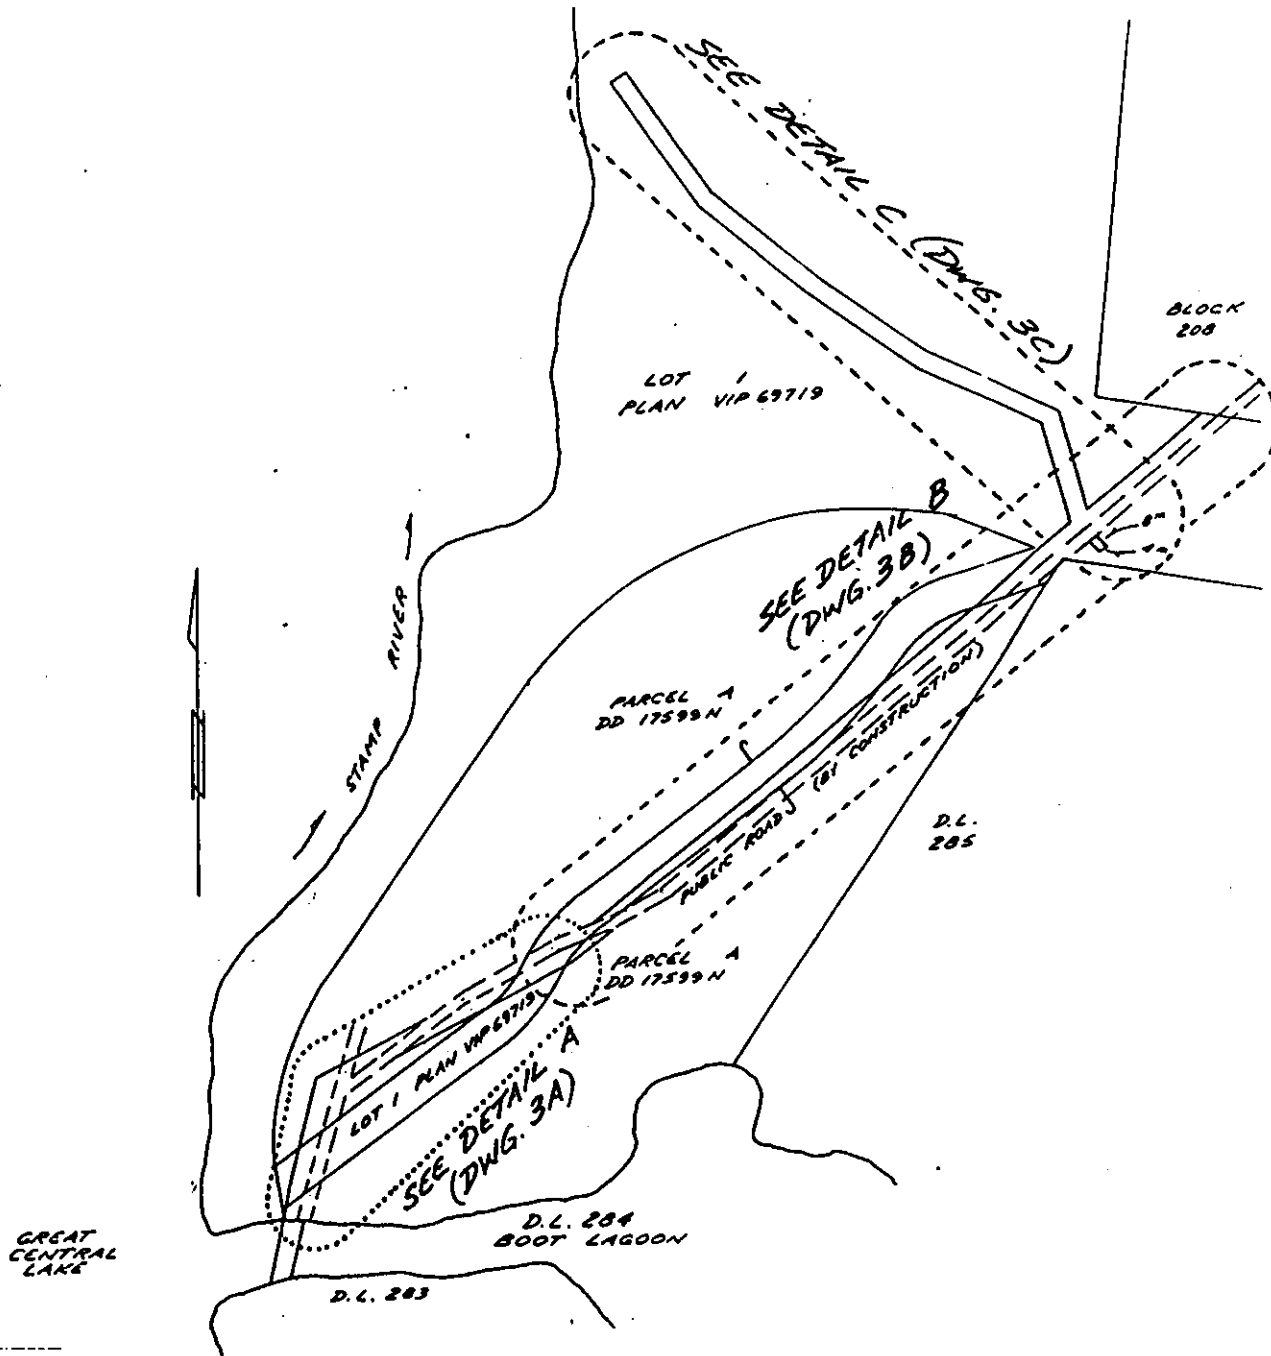 SEE DETAIL C (DWG. 3C)
BLOCK
208
LOT 1
PLAN VIP 69719
SEE DETAIL B
(DWG. 3B)
STAMP RIVER
PARCEL A
DD 17599 N
PUBLIC ROAD (BY CONSTRUCTION)
D.L.
285
PARCEL A
DD 17599 N
LOT 1 PLAN VIP 69719
SEE DETAIL A
(DWG. 3A)
D.L. 284
BOOT LAGOON
GREAT
CENTRAL
LAKE
D.L. 283